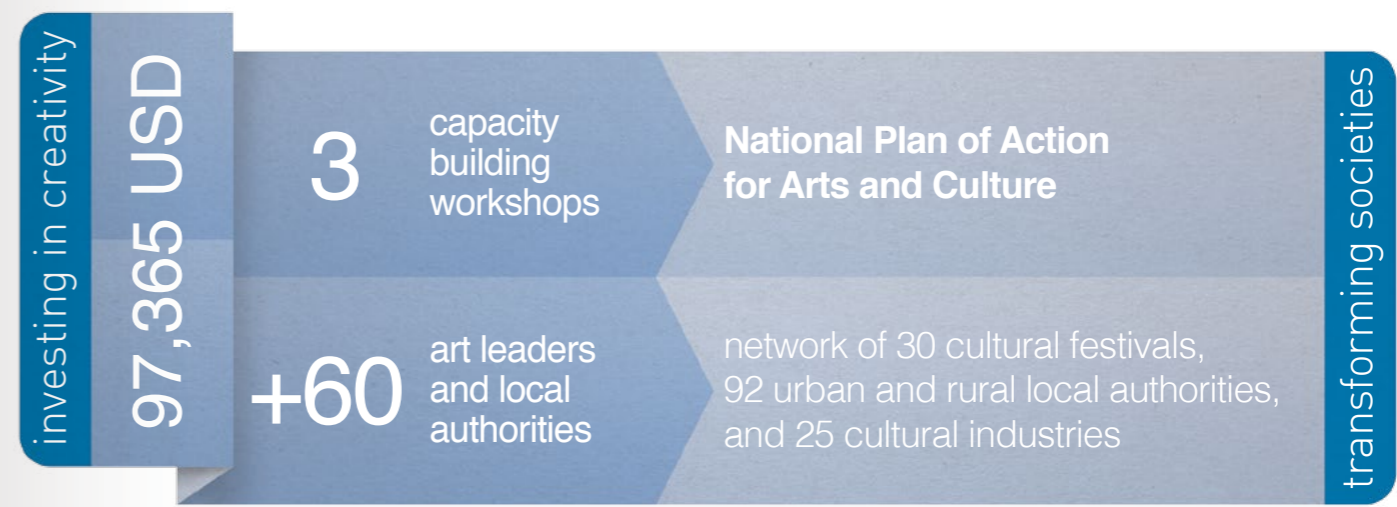 investing in creativity
97,365 USD
3
capacity
building
workshops
National Plan of Action
for Arts and Culture
+60
art leaders
and local
authorities
network of 30 cultural festivals,
92 urban and rural local authorities,
and 25 cultural industries
transforming societies